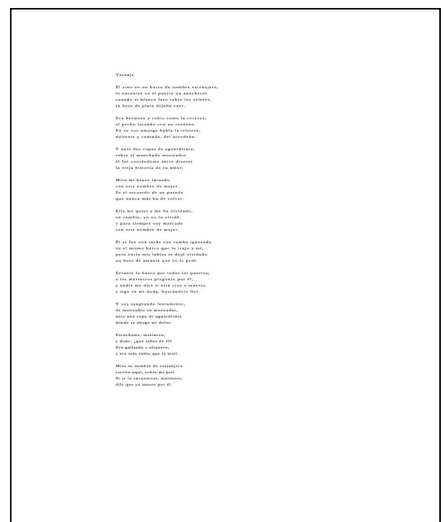 Tatuaje
Él vino en un barco de nombre extranjero,
lo encontré en el puerto un anochecer
cuando el blanco faro sobre los veleros,
su beso de plata dejaba caer.
Era hermoso y rubio como la cerveza;
el pecho tatuado con un corazón.
En su voz amarga había la tristeza,
doliente y cansada, del acordeón.
Y ante dos copas de aguardiente,
sobre el manchado mostrador
él fue contándome entre dientes
la vieja historia de su amor:
Mira mi brazo tatuado
con este nombre de mujer.
Es el recuerdo de un pasado
que nunca más ha de volver.
Ella me quiso y me ha olvidado,
en cambio, yo no la olvidé,
y para siempre voy marcado
con este nombre de mujer.
Él se fue una tarde con rumbo ignorado
en el mismo barco que lo trajo a mí,
pero entre mis labios se dejó olvidado
un beso de amante que yo le pedí.
Errante lo busco por todos los puertos;
a los marineros pregunto por él,
y nadie me dice si está vivo o muerto
y sigo en mi duda, buscándole fiel.
Y voy sangrando lentamente,
de mostrador en mostrador,
ante una copa de aguardiente
donde se ahoga mi dolor.
Escúchame, marinero,
y dime: ¿qué sabes de él?
Era gallardo y altanero,
y era más rubio que la miel.
Mira su nombre de extranjero
escrito aquí, sobre mi piel.
Si te lo encuentras, marinero,
dile que yo muero por él.